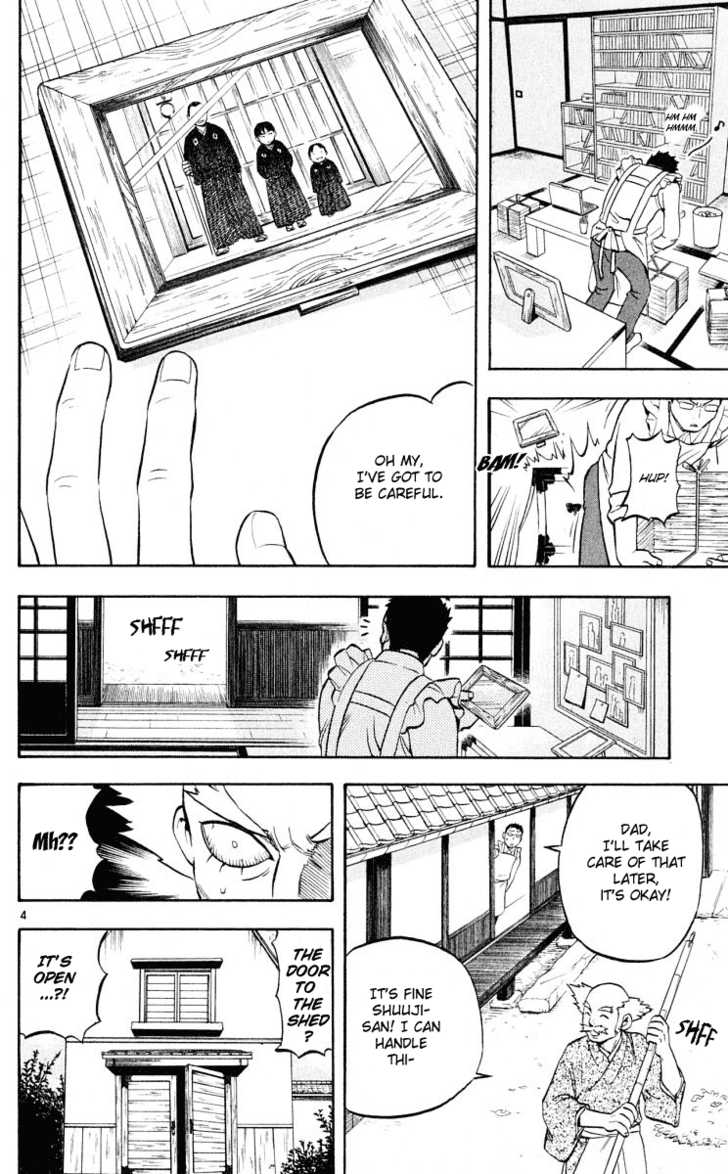 HM HM
HMMM
♪
HUP!
BAM!
OH MY,
I'VE GOT TO
BE CAREFUL.
SHFFF
SHFFF
DAD,
I'LL TAKE
CARE OF THAT
LATER,
IT'S OKAY!
IT'S FINE
SHUUJI-
SAN! I CAN
HANDLE
THI-
SHFF
MH??
THE
DOOR
TO
THE
SHED
?
IT'S
OPEN
...?!
4